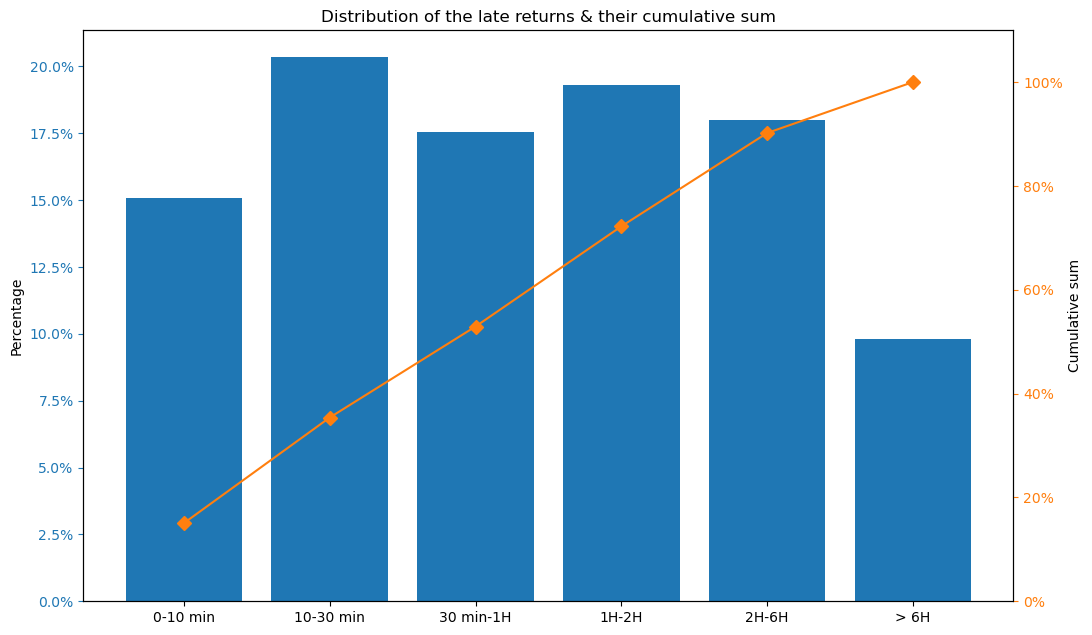 Distribution of the late returns & their cumulative sum
Percentage
20.0%
17.5%
15.0%
12.5%
10.0%
7.5%
5.0%
2.5%
0.0%
0-10 min
10-30 min
30 min-1H
1H-2H
2H-6H
> 6H
100%
80%
60%
40%
20%
0%
Cumulative sum